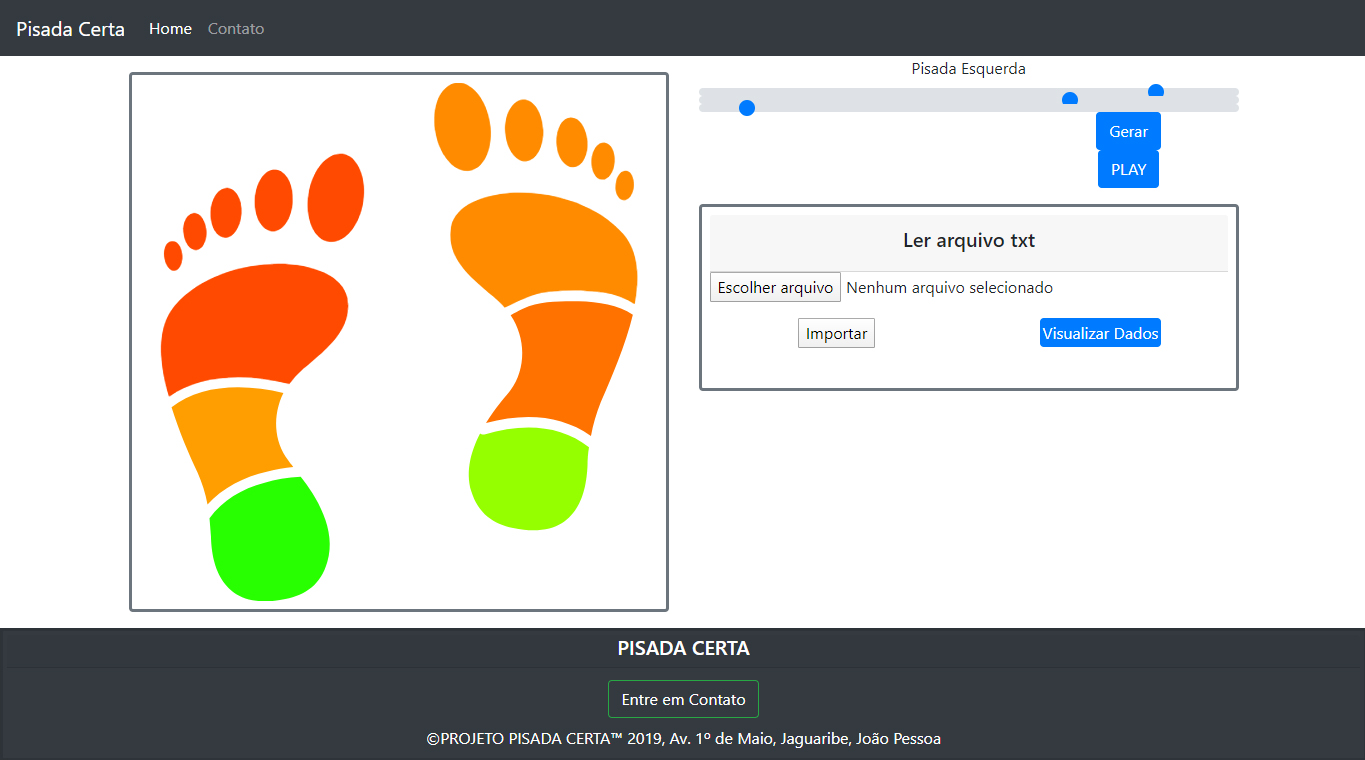 Pisada Certa Home Contato
Pisada Esquerda
Gerar
PLAY
Ler arquivo txt
Escolher arquivo Nenhum arquivo selecionado
Importar Visualizar Dados
PISADA CERTA
Entre em Contato
©PROJETO PISADA CERTA™ 2019, Av. 1º de Maio, Jaguaribe, João Pessoa